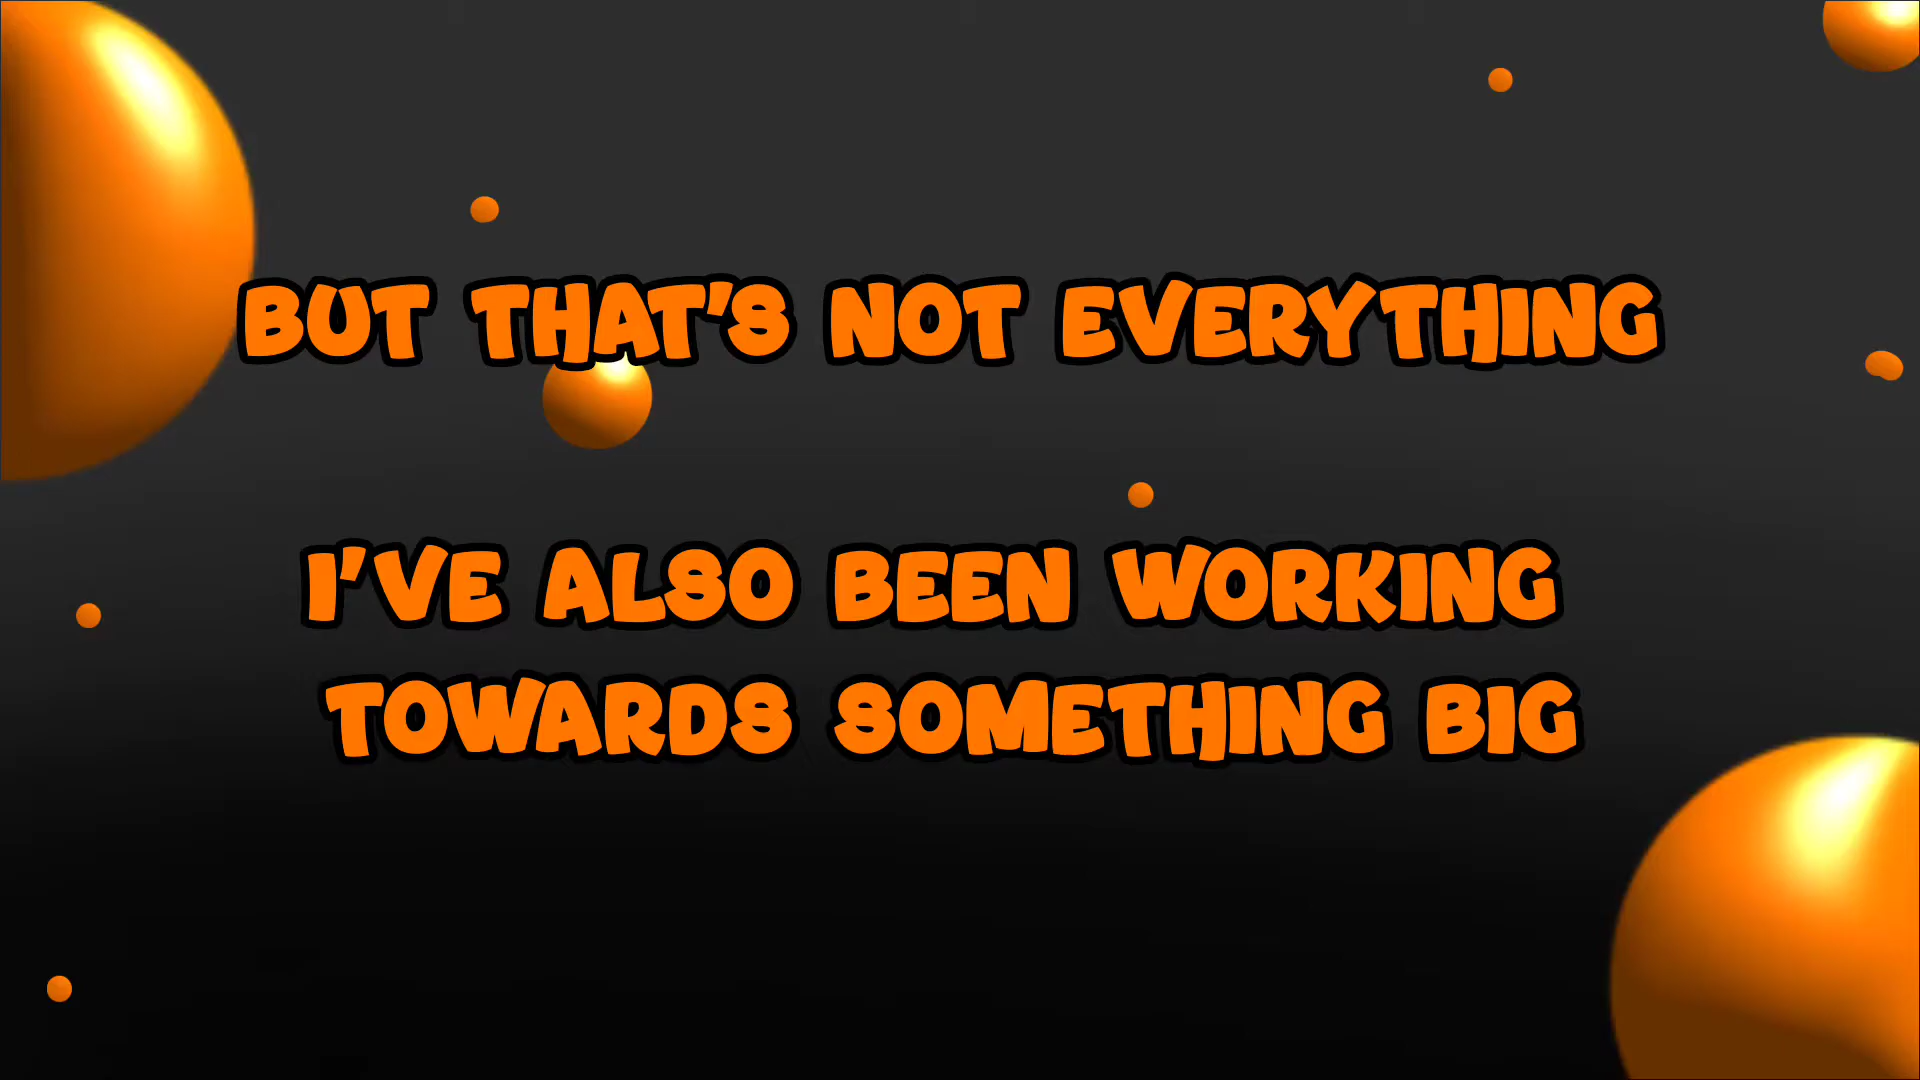 BUT THAT'S NOT EVERYTHING
I'VE ALSO BEEN WORKING
TOWARDS SOMETHING BIG